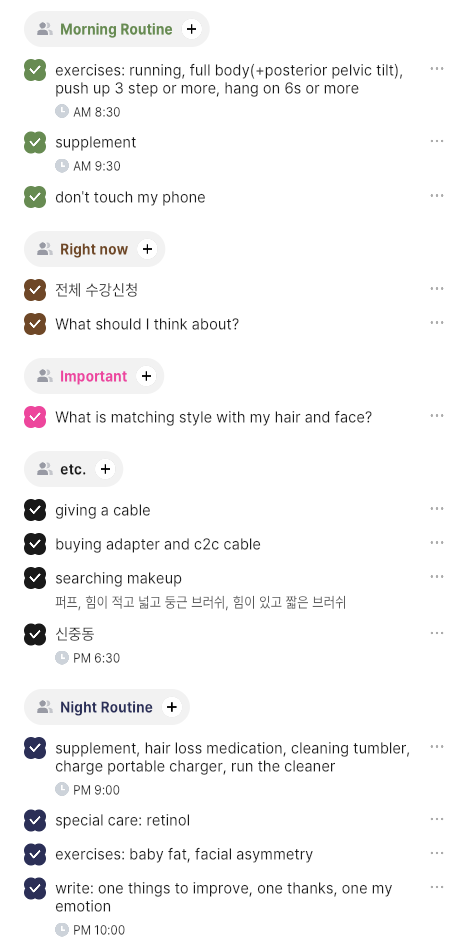 Morning Routine +
exercises: running, full body(+posterior pelvic tilt),
push up 3 step or more, hang on 6s or more
AM 8:30
supplement
AM 9:30
don't touch my phone
Right now +
전체 수강신청
What should I think about?
Important +
What is matching style with my hair and face?
etc. +
giving a cable
buying adapter and c2c cable
searching makeup
퍼프, 힘이 적고 넓고 둥근 브러쉬, 힘이 있고 짧은 브러쉬
신중동
PM 6:30
Night Routine +
supplement, hair loss medication, cleaning tumbler,
charge portable charger, run the cleaner
PM 9:00
special care: retinol
exercises: baby fat, facial asymmetry
write: one things to improve, one thanks, one my
emotion
PM 10:00